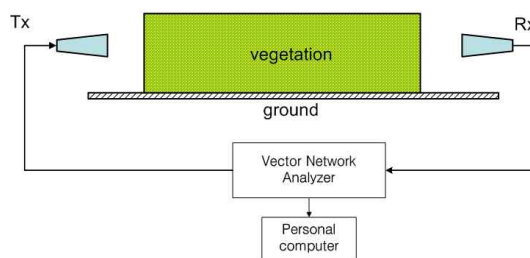 Tx
Rx
vegetation
ground
Vector Network
Analyzer
Personal
computer